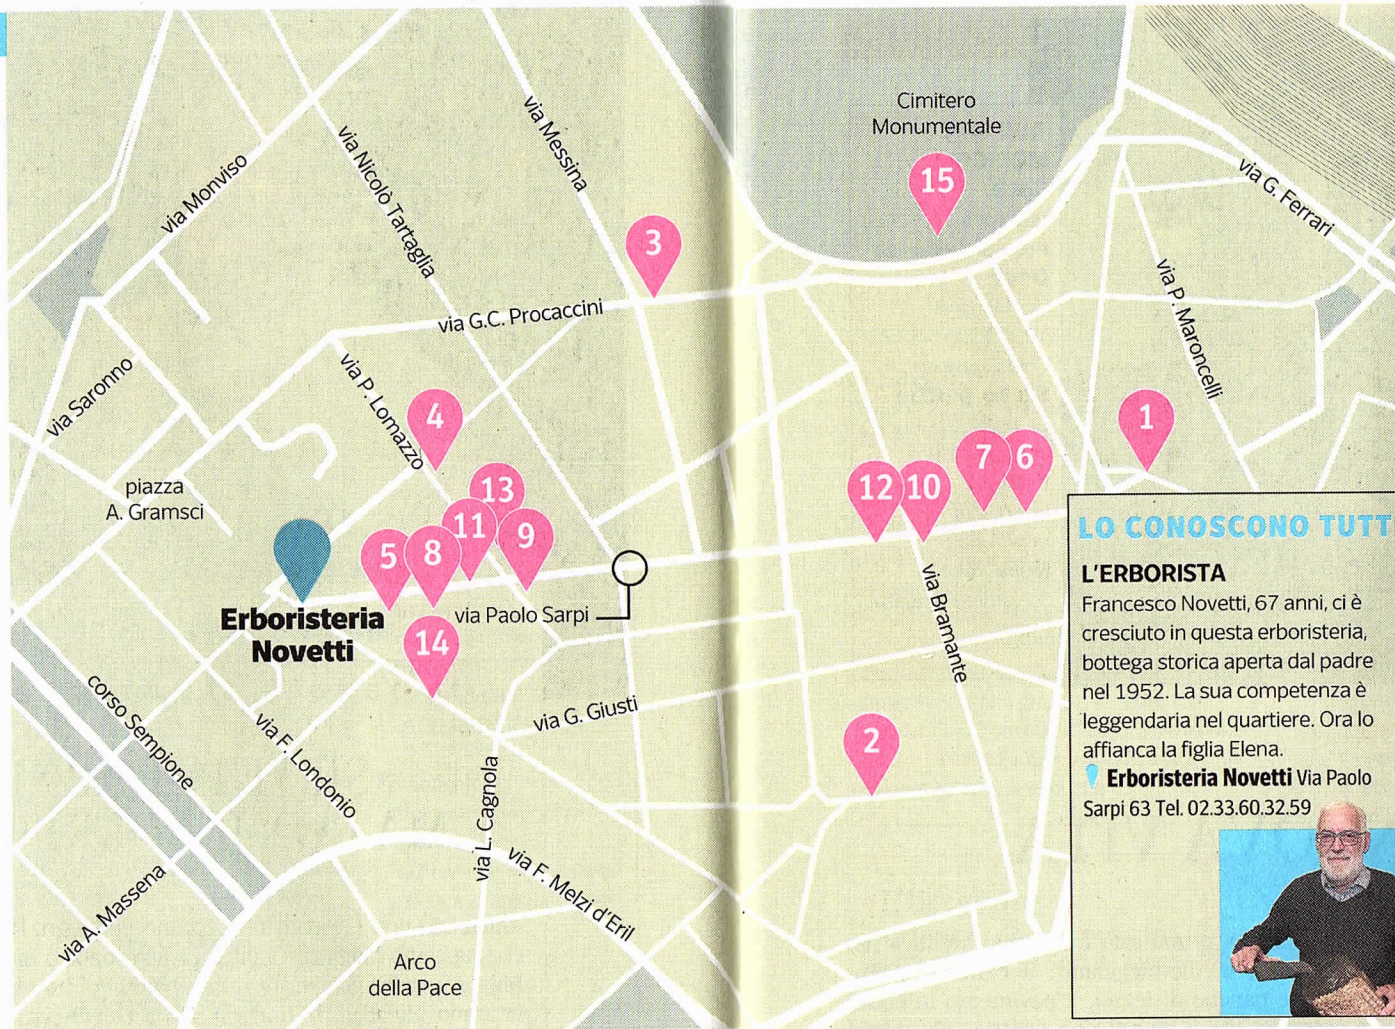 Cimitero
Monumentale
15
via Messina
via Nicolò Tartaglia
via Monviso
via G. Ferrari
3
via G.C. Procaccini
via P. Maroncelli
via Saronno
via P. Lomazzo
4
1
7
6
piazza
A. Gramsci
13
12
10
11
9
5
8
LO CONOSCONO TUTT
L'ERBORISTA
Francesco Novetti, 67 anni, ci è
cresciuto in questa erboristeria,
bottega storica aperta dal padre
nel 1952. La sua competenza è
leggendaria nel quartiere. Ora lo
affianca la figlia Elena.
Erboristeria Novetti Via Paolo
Sarpi 63 Tel. 02.33.60.32.59
Erboristeria
Novetti
via Paolo Sarpi
14
via Bramante
corso Sempione
via F. Londonio
via G. Giusti
2
via L. Cagnola
via F. Melzi d'Eril
via A. Massena
Arco
della Pace